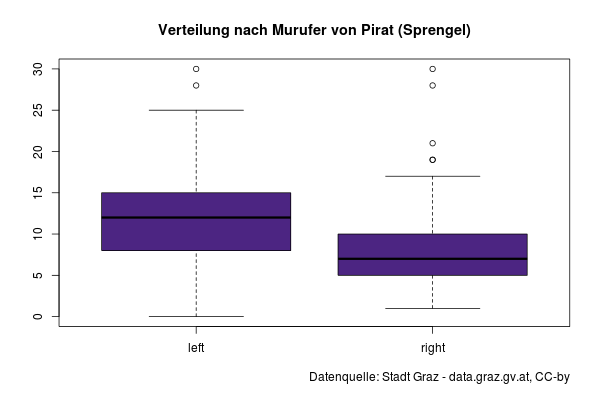 Verteilung nach Murufer von Pirat (Sprengel)
30
25
20
15
10
5
0
left right
Datenquelle: Stadt Graz - data.graz.gv.at, CC-by